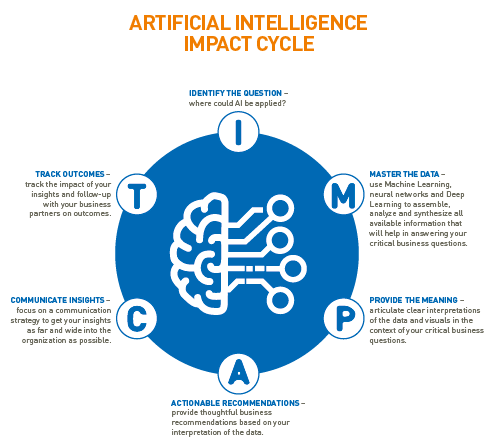 ARTIFICIAL INTELLIGENCE
IMPACT CYCLE
IDENTIFY THE QUESTION –
where could AI be applied?
I
MASTER THE DATA –
use Machine Learning,
neural networks and Deep
Learning to assemble,
analyze and synthesize all
available information that
will help in answering your
critical business questions.
M
PROVIDE THE MEANING –
articulate clear interpretations
of the data and visuals in the
context of your critical business
questions.
P
A
ACTIONABLE RECOMMENDATIONS –
provide thoughtful business
recommendations based on your
interpretation of the data.
COMMUNICATE INSIGHTS –
focus on a communication
strategy to get your insights
as far and wide into the
organization as possible.
C
TRACK OUTCOMES –
track the impact of your
insights and follow-up
with your business
partners on outcomes.
T